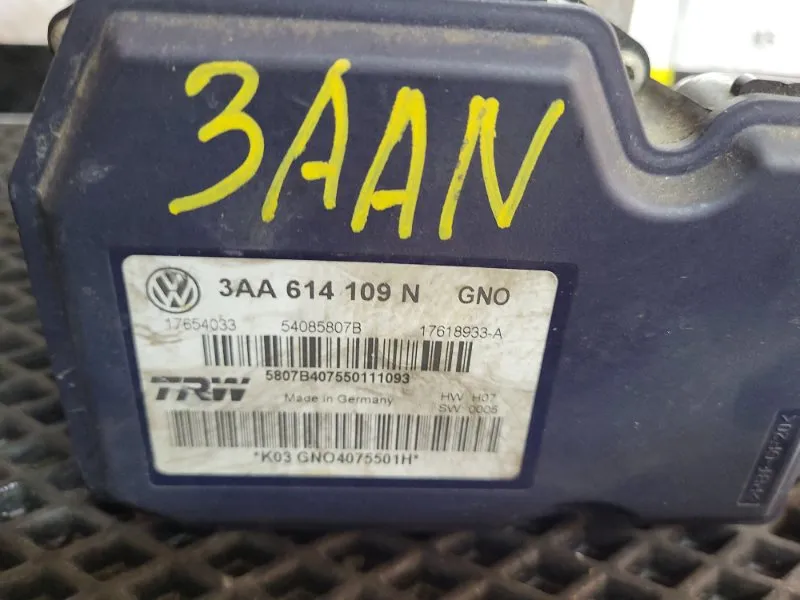 3AAN
3AA 614 109 N GNO
17654033 54085807B 17618933-A
5807B407550111093
TRW Made in Germany HW H07
SW 0005
*K03 GNO4075501H*